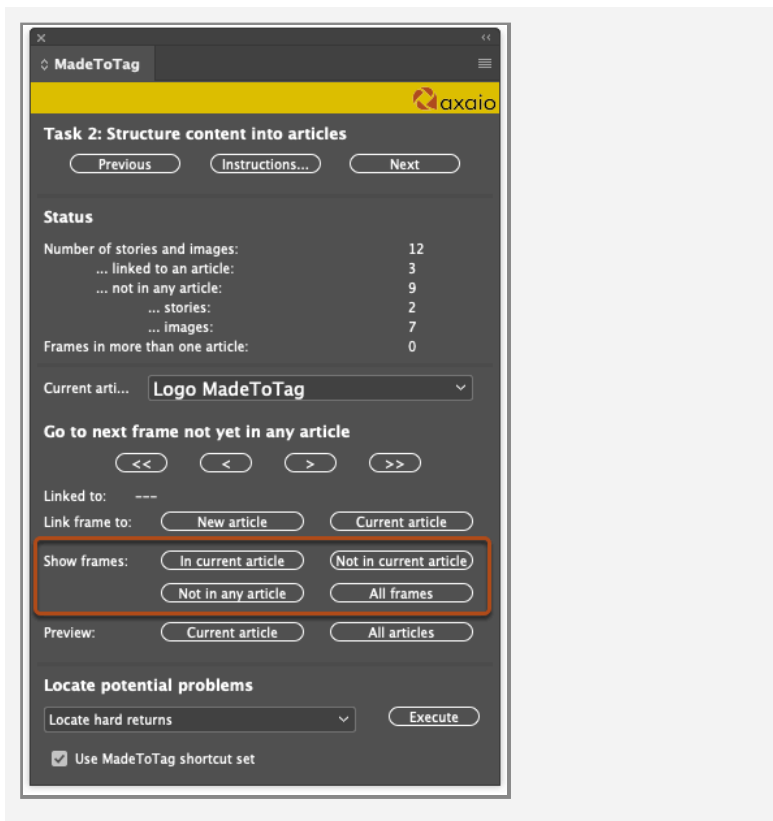 MadeToTag
axaio
Task 2: Structure content into articles
Previous Instructions... Next
Status
Number of stories and images: 12
... linked to an article: 3
... not in any article: 9
... stories: 2
... images: 7
Frames in more than one article: 0
Current arti... Logo MadeToTag
Go to next frame not yet in any article
<< < > >>
Linked to: ---
Link frame to: New article Current article
Show frames: In current article Not in current article
Not in any article All frames
Preview: Current article All articles
Locate potential problems
Locate hard returns Execute
Use MadeToTag shortcut set